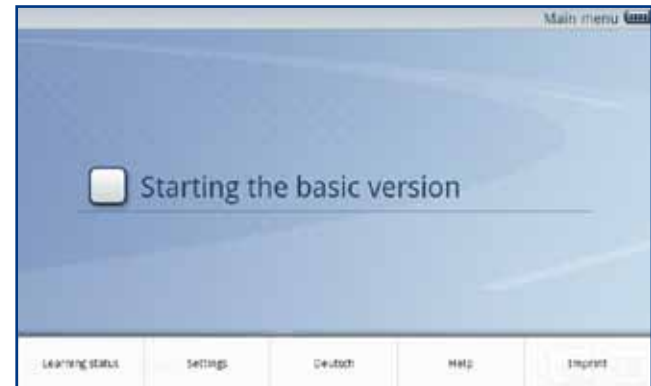 Main menu
Starting the basic version
Learning status Settings Deutsch Help Imprint